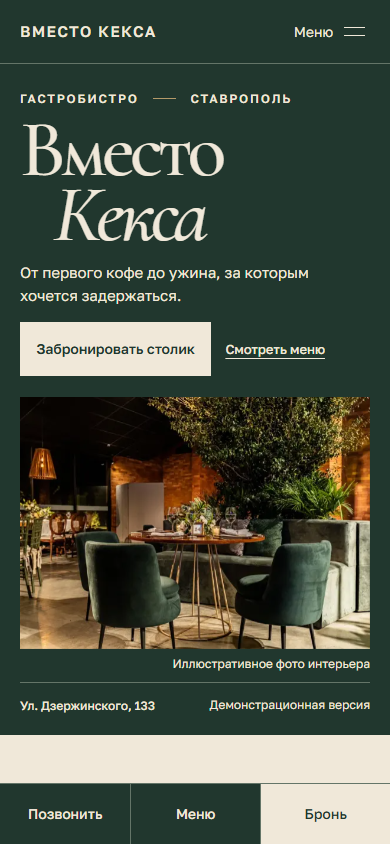 ВМЕСТО КЕКСА
Меню
ГАСТРОБИСТРО — СТАВРОПОЛЬ
Вместо
Кекса
От первого кофе до ужина, за которым
хочется задержаться.
Забронировать столик
Смотреть меню
Иллюстративное фото интерьера
Ул. Дзержинского, 133
Демонстрационная версия
Позвонить
Меню
Бронь